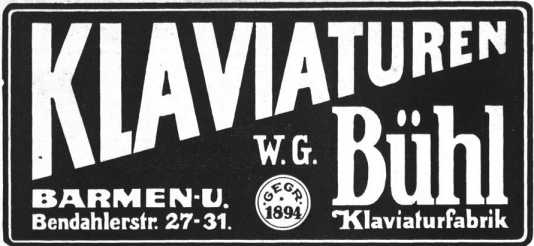 KLAVIATUREN
W.G. Bühl
Klaviaturfabrik
BARMEN-U.
Bendahlerstr. 27-31.
GEGR.
1894